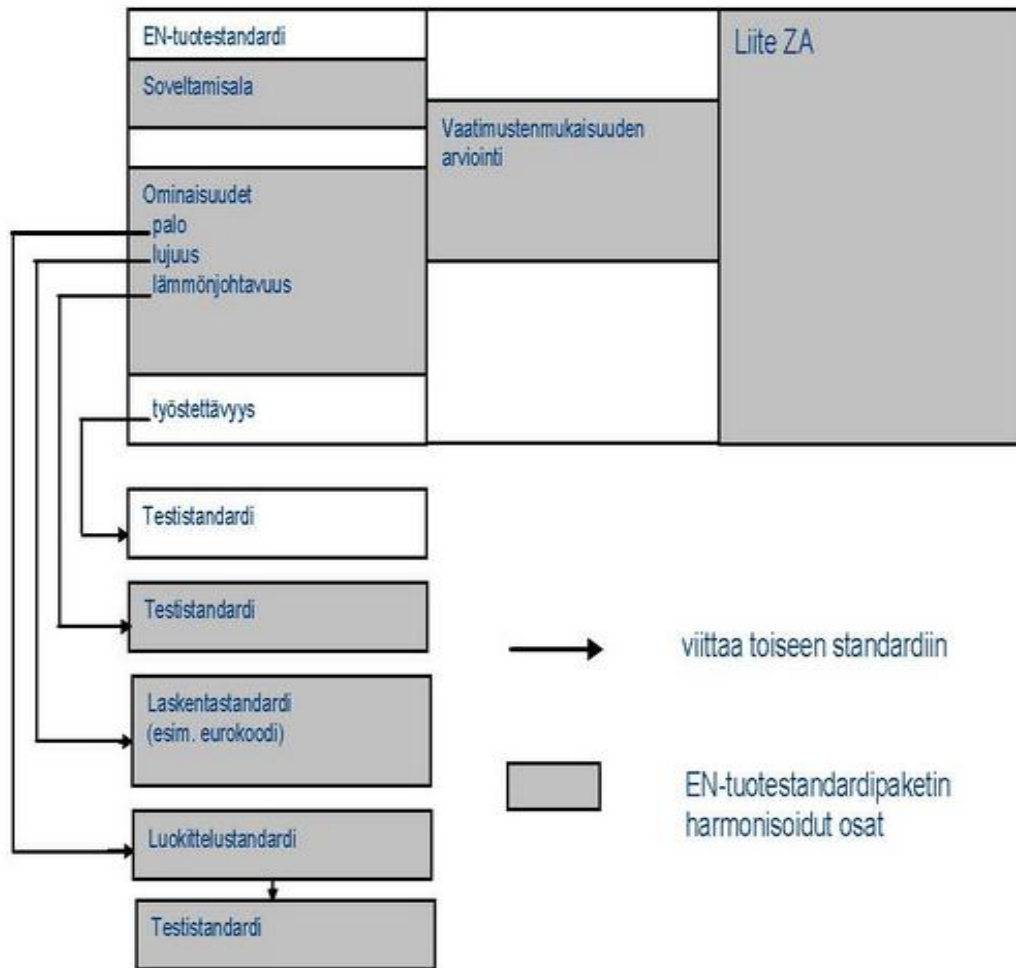 EN-tuotestandardi
Soveltamisala
Ominaisuudet
palo
lujuus
lämmönjohtavuus
työstettävyys
Vaatimustenmukaisuuden
arviointi
Liite ZA
Testistandardi
Testistandardi
Laskentastandardi
(esim. eurokoodi)
Luokittelustandardi
Testistandardi
viittaa toiseen standardiin
EN-tuotestandardipaketin
harmonisoidut osat